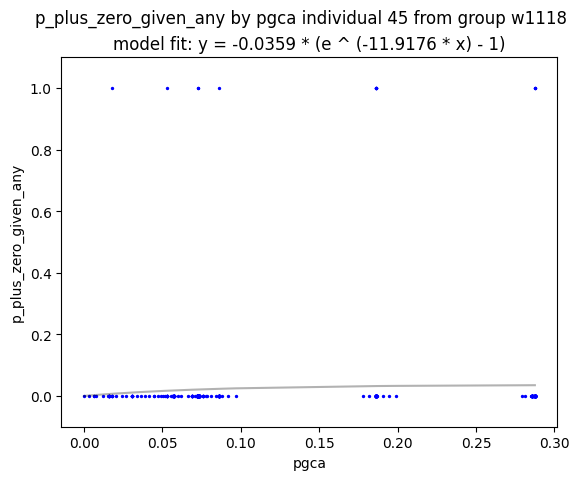 p_plus_zero_given_any by pgca individual 45 from group w1118
model fit: y = -0.0359 * (e ^ (-11.9176 * x) - 1)
p_plus_zero_given_any
1.0
0.8
0.6
0.4
0.2
0.0
0.00 0.05 0.10 0.15 0.20 0.25 0.30
pgca